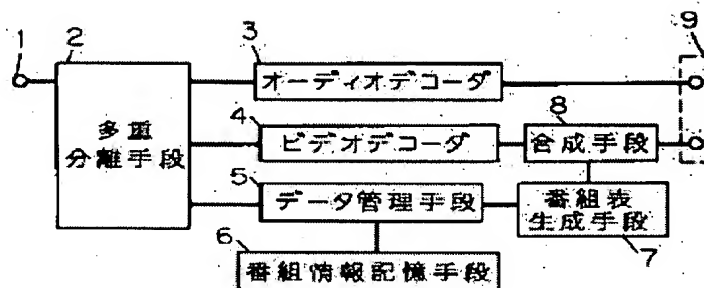 1
2
多重
分離手段
3
オーディオデコーダ
4
ビデオデコーダ
5
データ管理手段
6
番組情報記憶手段
8
合成手段
番組表
生成手段
7
9